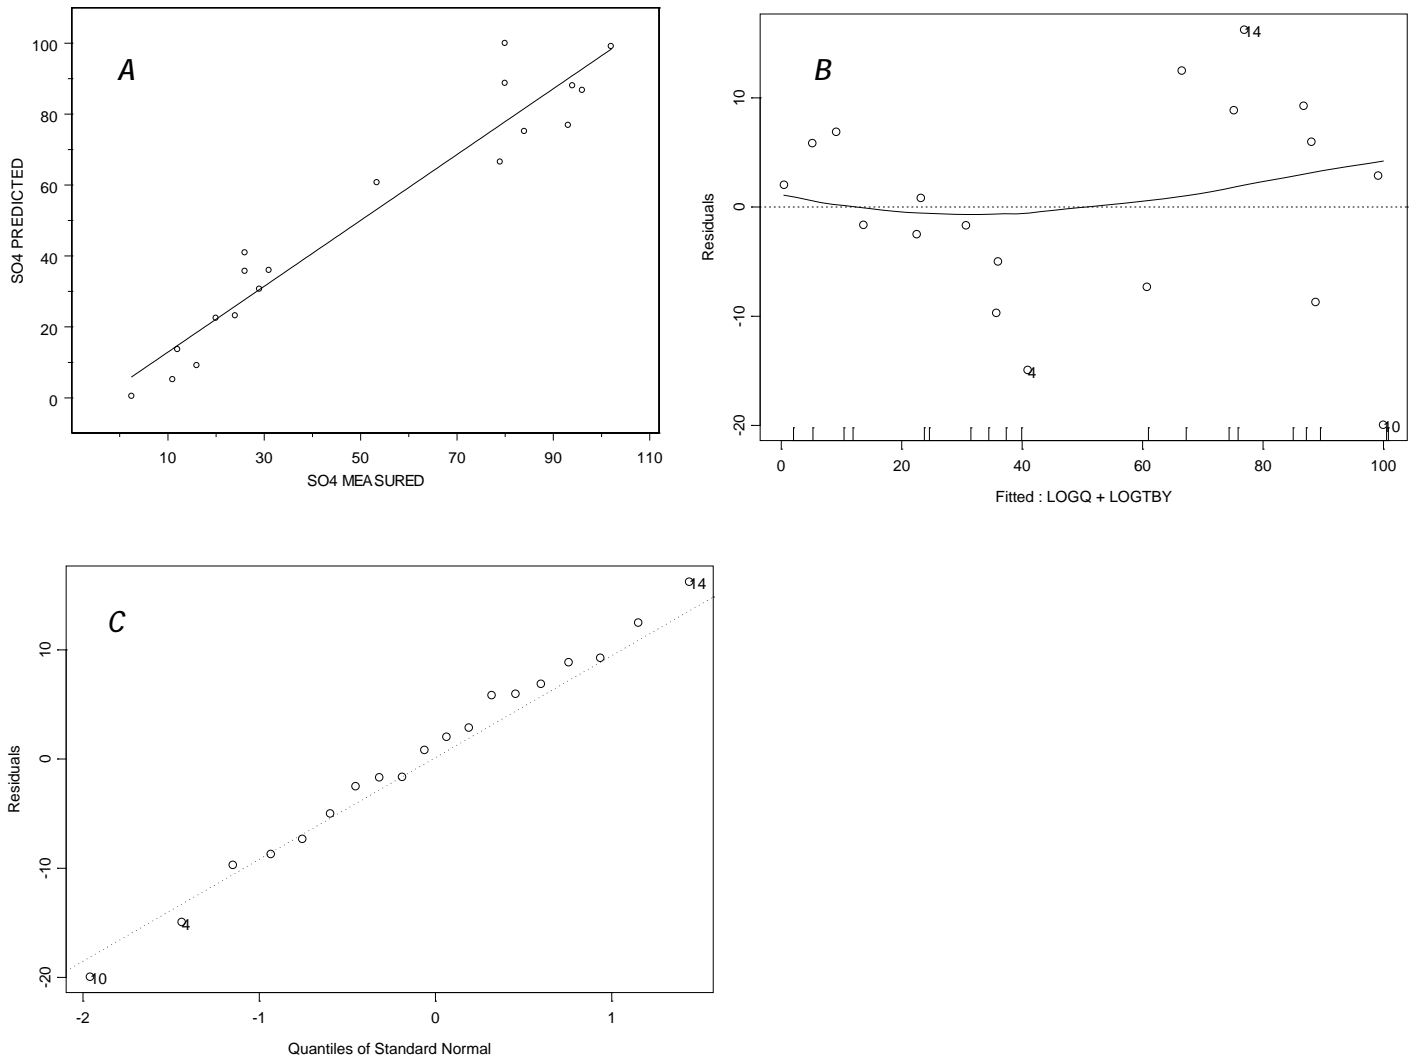 A
100
80
60
40
20
0
SO4 PREDICTED
10 30 50 70 90 110
SO4 MEASURED
B
14
4
10
10
0
-10
-20
Residuals
0 20 40 60 80 100
Fitted : LOGQ + LOGTBY
C
14
4
10
10
0
-10
-20
Residuals
-2 -1 0 1
Quantiles of Standard Normal